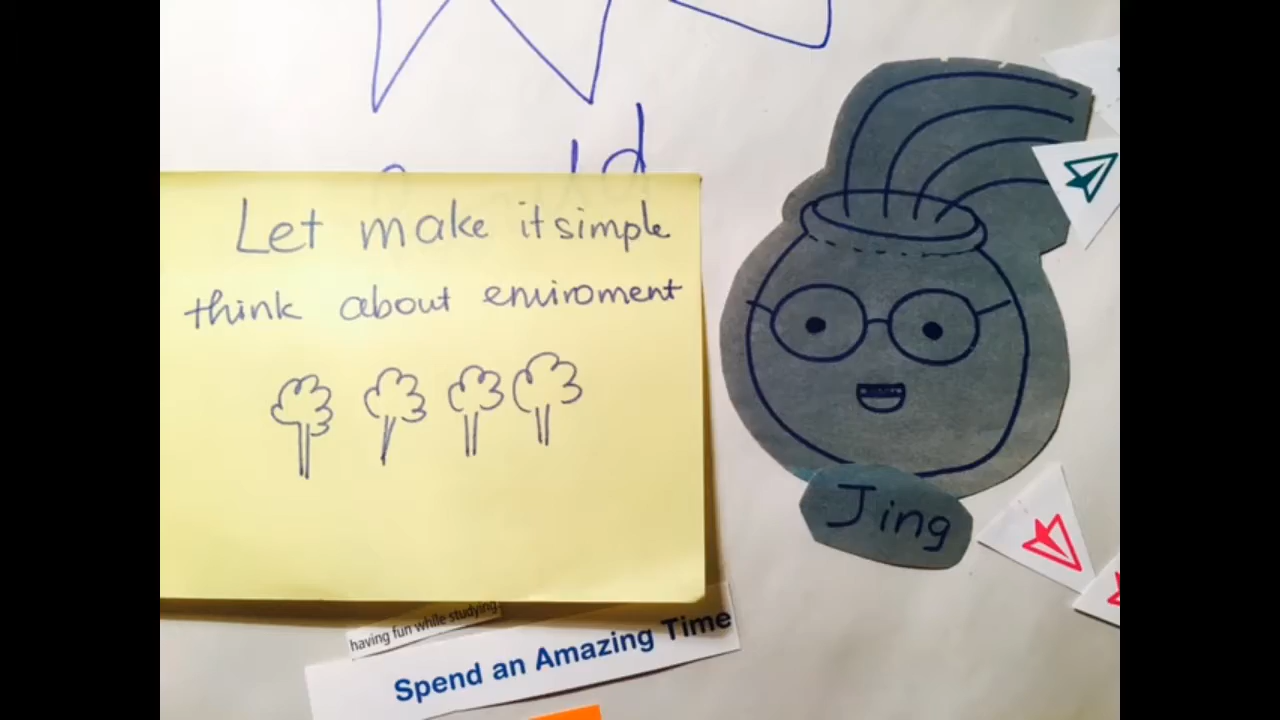 Let make it simple
think about enviroment
Jing
having fun while studying.
Spend an Amazing Time